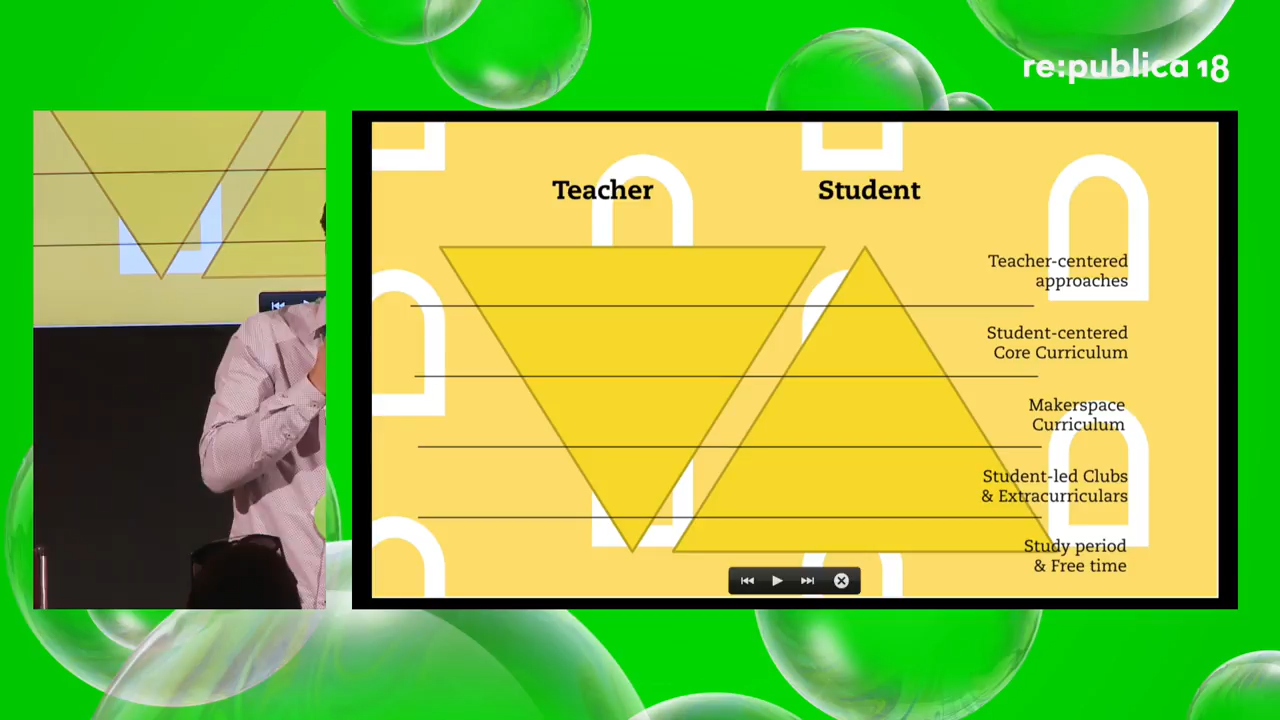 re:publica 18
Teacher
Student
Teacher-centered
approaches
Student-centered
Core Curriculum
Makerspace
Curriculum
Student-led Clubs
& Extracurriculars
Study period
& Free time